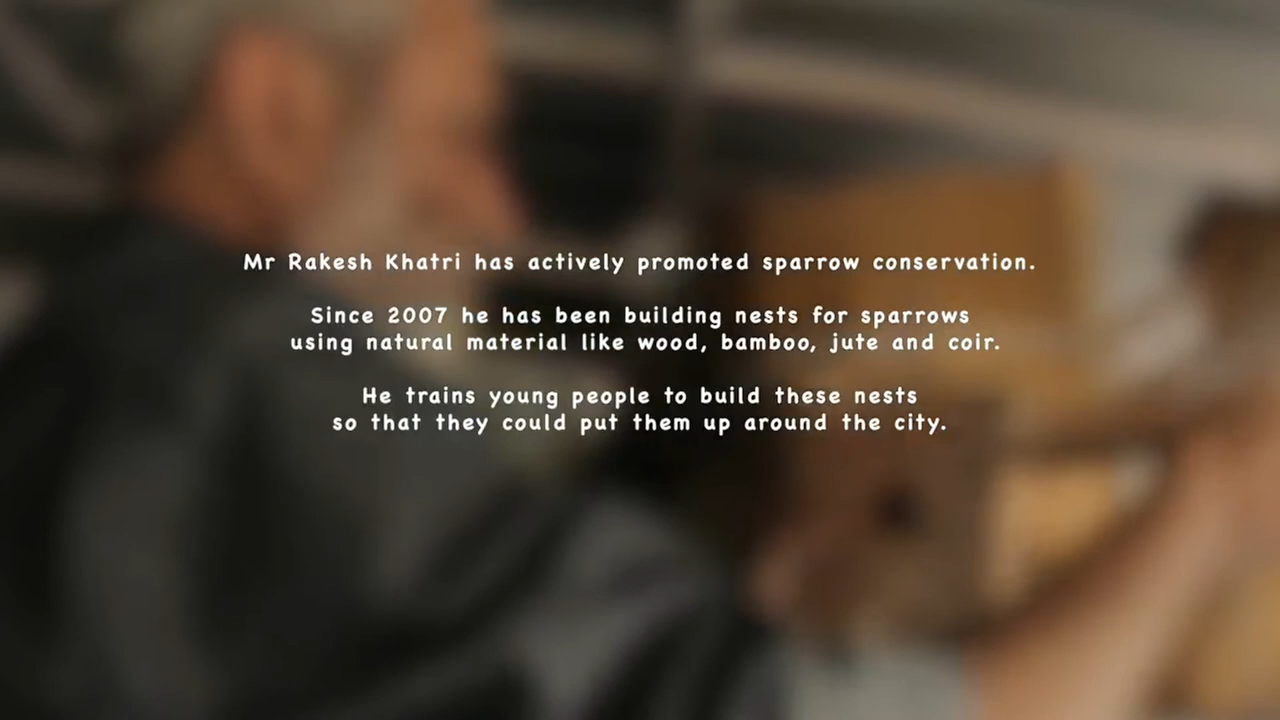 Mr Rakesh Khatri has actively promoted sparrow conservation.
Since 2007 he has been building nests for sparrows
using natural material like wood, bamboo, jute and coir.
He trains young people to build these nests
so that they could put them up around the city.